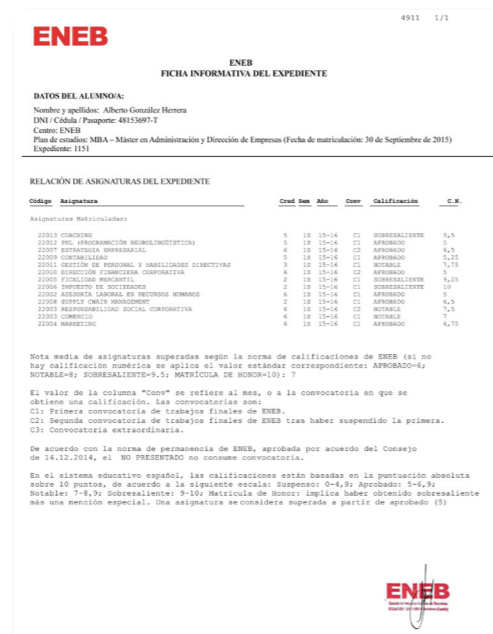 4911 1/1
ENEB
ENEB
FICHA INFORMATIVA DEL EXPEDIENTE
DATOS DEL ALUMNO/A:
Nombre y apellidos: Alberto González Herrera
DNI / Cédula / Pasaporte: 48153697-T
Centro: ENEB
Plan de estudios: MBA – Máster en Administración y Dirección de Empresas (Fecha de matriculación: 30 de Septiembre de 2015)
Expediente: 1151
RELACIÓN DE ASIGNATURAS DEL EXPEDIENTE
Código Asignatura Cred Sem Año Conv Calificación C.N.
Asignaturas Matriculadas:
22013 COACHING 5 1S 15-16 C1 SOBRESALIENTE 9,5
22012 PNL (PROGRAMACIÓN NEUROLINGÜÍSTICA) 5 1S 15-16 C1 APROBADO 5
22007 ESTRATEGIA EMPRESARIAL 6 1S 15-16 C2 APROBADO 6,5
22009 CONTABILIDAD 5 1S 15-16 C1 APROBADO 5,25
22011 GESTIÓN DE PERSONAL Y HABILIDADES DIRECTIVAS 3 1S 15-16 C1 NOTABLE 7,75
22010 DIRECCIÓN FINANCIERA CORPORATIVA 6 1S 15-16 C2 APROBADO 5
22005 FISCALIDAD MERCANTIL 2 1S 15-16 C1 SOBRESALIENTE 9,25
22006 IMPUESTO DE SOCIEDADES 2 1S 15-16 C1 SOBRESALIENTE 10
22002 ASESORÍA LABORAL EN RECURSOS HUMANOS 6 1S 15-16 C1 APROBADO 5
22008 SUPPLY CHAIN MANAGEMENT 2 1S 15-16 C1 APROBADO 6,5
22003 RESPONSABILIDAD SOCIAL CORPORATIVA 6 1S 15-16 C2 NOTABLE 7,5
22003 COMERCIO 6 1S 15-16 C1 NOTABLE 7
22004 MARKETING 6 1S 15-16 C1 APROBADO 6,75
Nota media de asignaturas superadas según la norma de calificaciones de ENEB (si no
hay calificación numérica se aplica el valor estándar correspondiente: APROBADO=6;
NOTABLE=8; SOBRESALIENTE=9.5; MATRÍCULA DE HONOR=10): 7
El valor de la columna "Conv" se refiere al mes, o a la convocatoria en que se
obtiene una calificación. Las convocatorias son:
C1: Primera convocatoria de trabajos finales de ENEB.
C2: Segunda convocatoria de trabajos finales de ENEB tras haber suspendido la primera.
C3: Convocatoria extraordinaria.
De acuerdo con la norma de permanencia de ENEB, aprobada por acuerdo del Consejo
de 14.12.2014, el NO PRESENTADO no consume convocatoria.
En el sistema educativo español, las calificaciones están basadas en la puntuación absoluta
sobre 10 puntos, de acuerdo a la siguiente escala: Suspenso: 0-4,9; Aprobado: 5-6,9;
Notable: 7-8,9; Sobresaliente: 9-10; Matricula de Honor: implica haber obtenido sobresaliente
más una mención especial. Una asignatura se considera superada a partir de aprobado (5)
ENEB